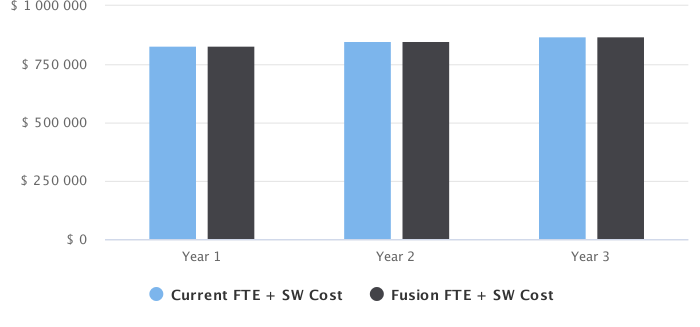 $ 1 000 000
$ 750 000
$ 500 000
$ 250 000
$ 0
Year 1 Year 2 Year 3
Current FTE + SW Cost Fusion FTE + SW Cost